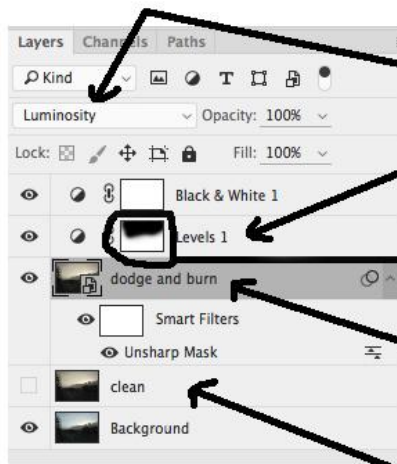 Layers Channels Paths
Kind
Luminosity Opacity: 100%
Lock: Fill: 100%
Black & White 1
Levels 1
dodge and burn
Smart Filters
Unsharp Mask
clean
Background